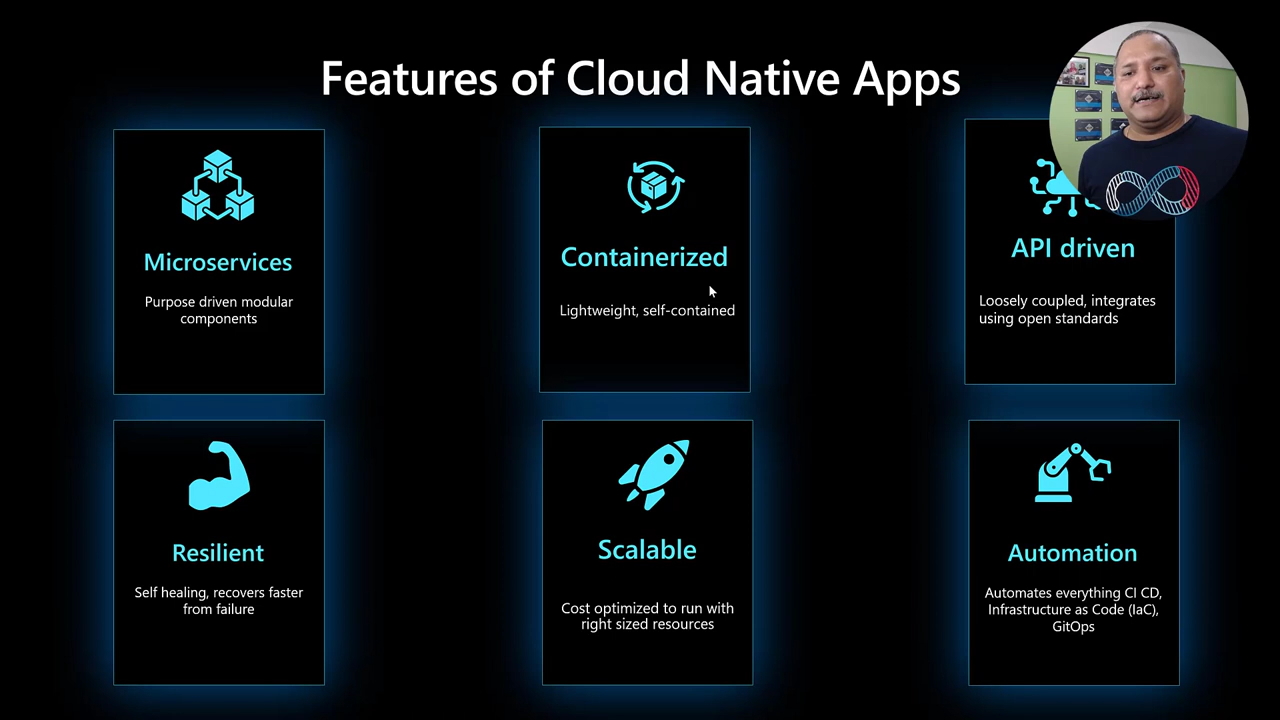 Features of Cloud Native Apps
Microservices
Purpose driven modular
components
Containerized
Lightweight, self-contained
API driven
Loosely coupled, integrates
using open standards
Resilient
Self healing, recovers faster
from failure
Scalable
Cost optimized to run with
right sized resources
Automation
Automates everything CI CD,
Infrastructure as Code (IaC),
GitOps